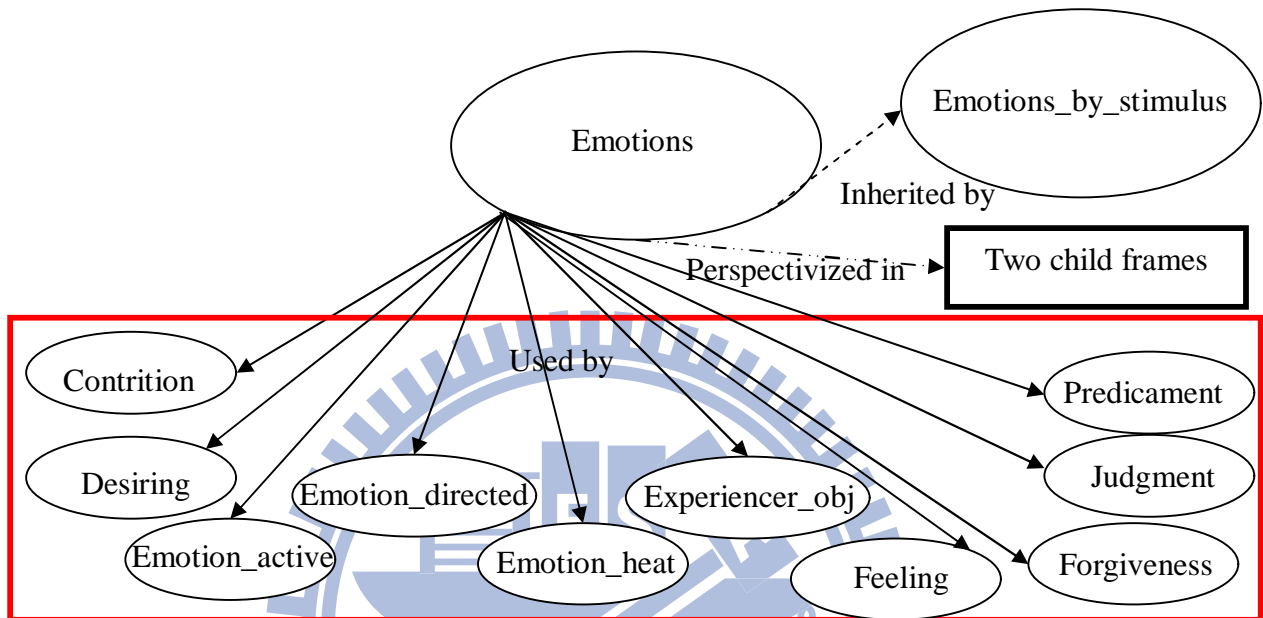 Emotions_by_stimulus
Emotions
Inherited by
Two child frames
Perspectivized in
Used by
Contrition
Predicament
Desiring
Emotion_directed
Experiencer_obj
Judgment
Emotion_active
Emotion_heat
Feeling
Forgiveness